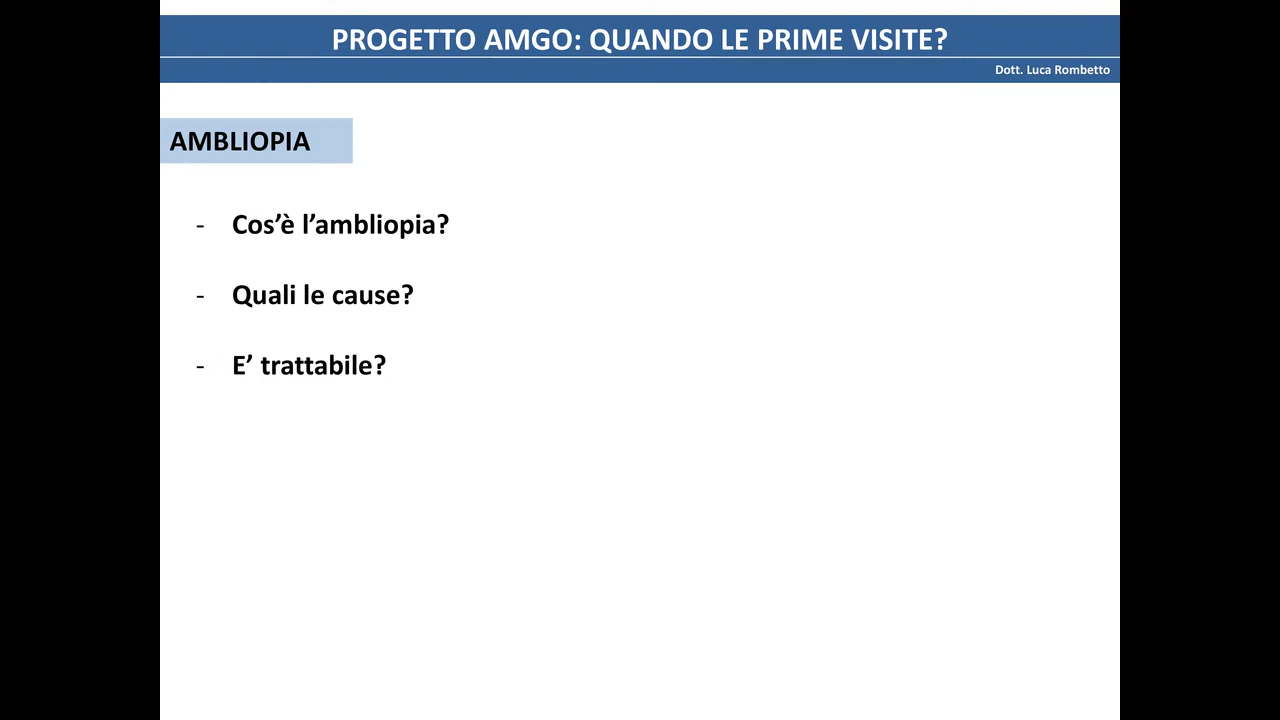 PROGETTO AMGO: QUANDO LE PRIME VISITE?
Dott. Luca Rombetto
AMBLIOPIA
- Cos’è l’ambliopia?
- Quali le cause?
- E’ trattabile?